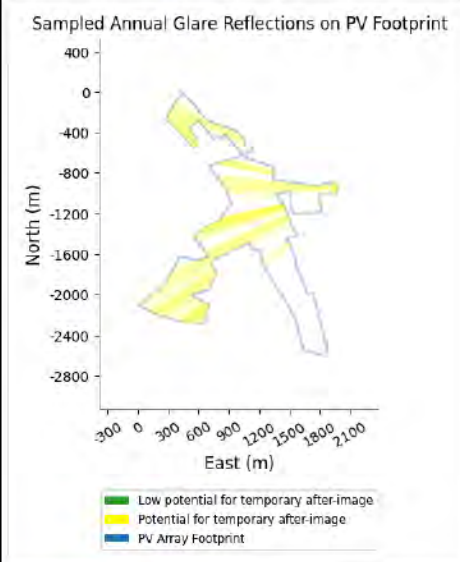 Sampled Annual Glare Reflections on PV Footprint
400
0
-400
-800
-1200
-1600
-2000
-2400
-2800
North (m)
-300 0 300 600 900 1200 1500 1800 2100
East (m)
Low potential for temporary after-image
Potential for temporary after-image
PV Array Footprint